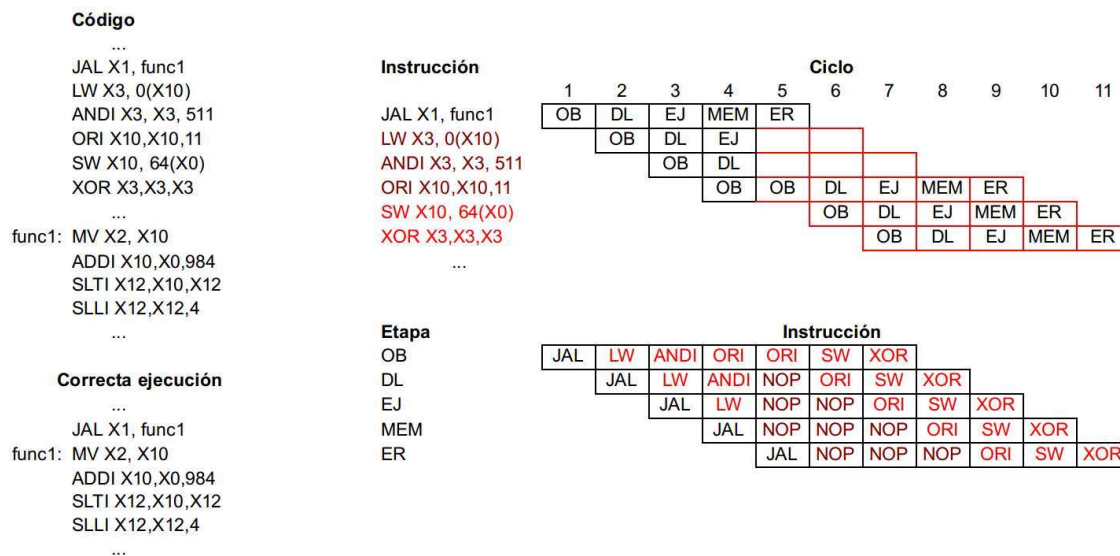 Código
...
JAL X1, func1
LW X3, 0(X10)
ANDI X3, X3, 511
ORI X10,X10,11
SW X10, 64(X0)
XOR X3,X3,X3
...
func1: MV X2, X10
ADDI X10,X0,984
SLTI X12,X10,X12
SLLI X12,X12,4
...
Correcta ejecución
...
JAL X1, func1
func1: MV X2, X10
ADDI X10,X0,984
SLTI X12,X10,X12
SLLI X12,X12,4
...
Instrucción Ciclo
1 2 3 4 5 6 7 8 9 10 11
JAL X1, func1 OB DL EJ MEM ER
LW X3, 0(X10) OB DL EJ
ANDI X3, X3, 511 OB DL
ORI X10,X10,11 OB OB DL EJ MEM ER
SW X10, 64(X0) OB DL EJ MEM ER
XOR X3,X3,X3 OB DL EJ MEM ER
...
Etapa Instrucción
OB JAL LW ANDI ORI ORI SW XOR
DL JAL LW ANDI NOP ORI SW XOR
EJ JAL LW NOP NOP ORI SW XOR
MEM JAL NOP NOP NOP ORI SW XOR
ER JAL NOP NOP NOP ORI SW XOR